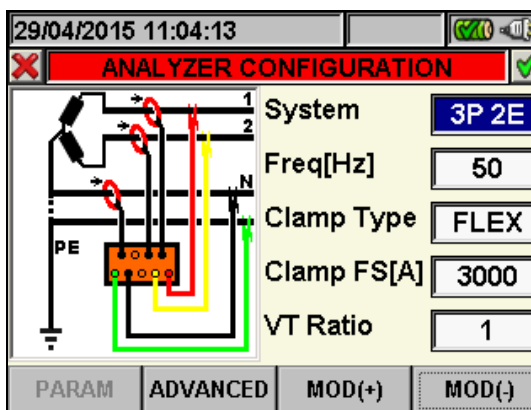 29/04/2015 11:04:13
ANALYZER CONFIGURATION
1
2
N
PE
System 3P 2E
Freq[Hz] 50
Clamp Type FLEX
Clamp FS[A] 3000
VT Ratio 1
PARAM ADVANCED MOD(+) MOD(-)